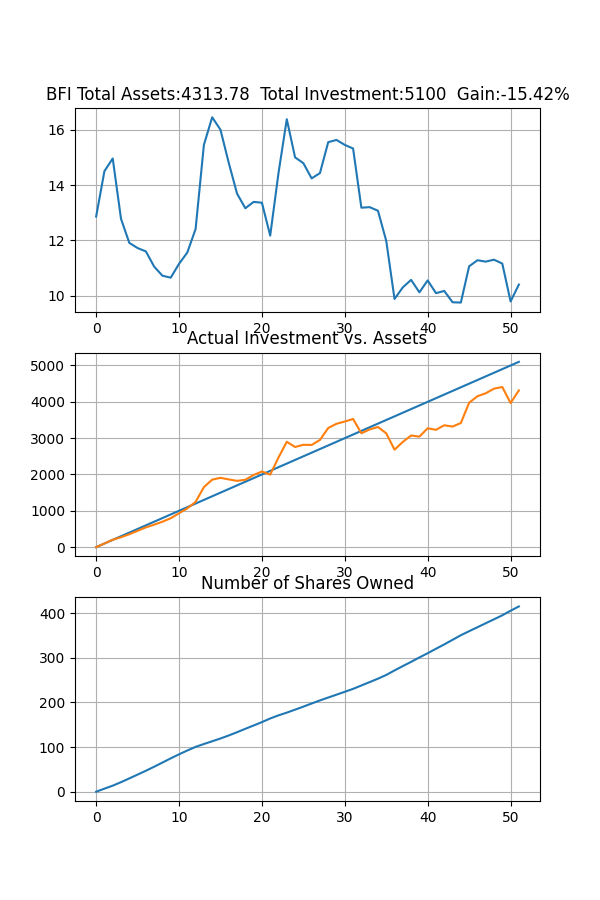 BFI Total Assets:4313.78  Total Investment:5100  Gain:-15.42%
16
14
12
10
0 10 20 30 40 50
Actual Investment vs. Assets
5000
4000
3000
2000
1000
0
0 10 20 30 40 50
Number of Shares Owned
400
300
200
100
0
0 10 20 30 40 50